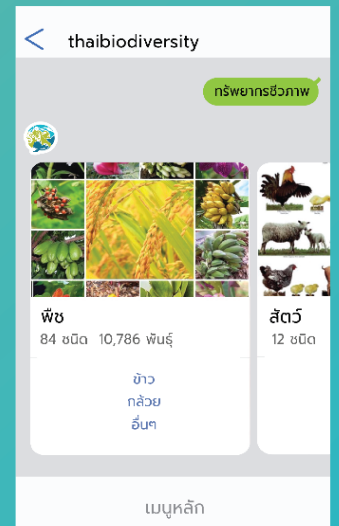 thaibiodiversity
ทรัพยากรชีวภาพ
พืช
84 ชนิด 10,786 พันธุ์
ข้าว
กล้วย
อื่นๆ
สัตว์
12 ชนิด
เมนูหลัก